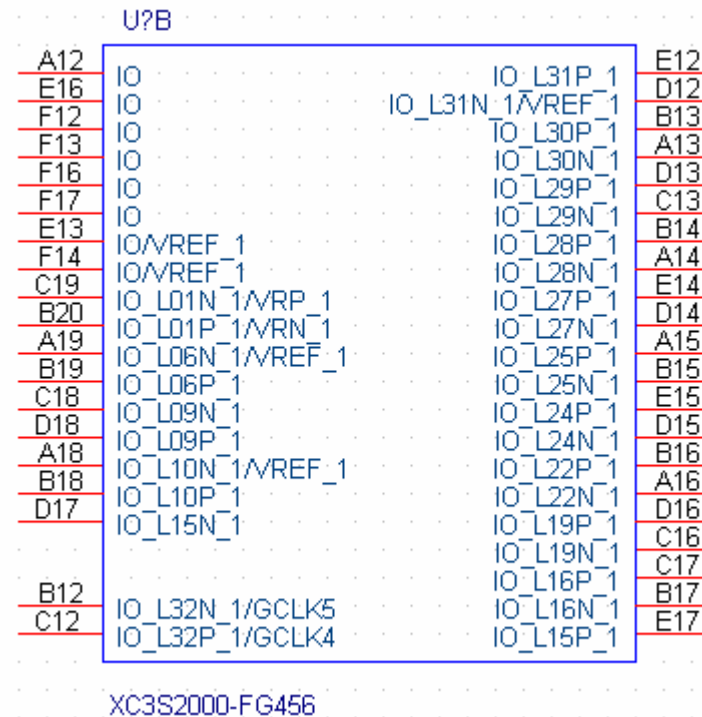 U?B
A12 IO IO_L31P_1 E12
E16 IO IO_L31N_1/VREF_1 D12
F12 IO IO_L30P_1 B13
F13 IO IO_L30N_1 A13
F16 IO IO_L29P_1 D13
F17 IO IO_L29N_1 C13
E13 IO/VREF_1 IO_L28P_1 B14
F14 IO/VREF_1 IO_L28N_1 A14
C19 IO_L01N_1/VRP_1 IO_L27P_1 E14
B20 IO_L01P_1/VRN_1 IO_L27N_1 D14
A19 IO_L06N_1/VREF_1 IO_L25P_1 A15
B19 IO_L06P_1 IO_L25N_1 B15
C18 IO_L09N_1 IO_L24P_1 E15
D18 IO_L09P_1 IO_L24N_1 D15
A18 IO_L10N_1/VREF_1 IO_L22P_1 B16
B18 IO_L10P_1 IO_L22N_1 A16
D17 IO_L15N_1 IO_L19P_1 D16
IO_L19N_1 C16
IO_L16P_1 C17
B12 IO_L32N_1/GCLK5 IO_L16N_1 B17
C12 IO_L32P_1/GCLK4 IO_L15P_1 E17
XC3S2000-FG456